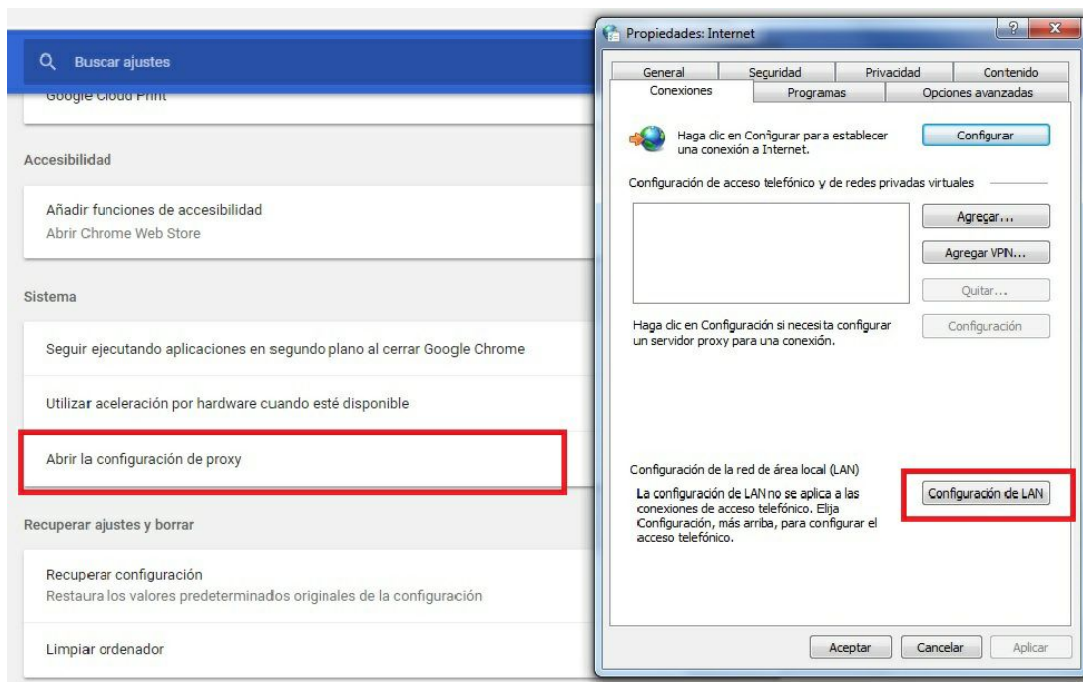 Buscar ajustes
Google Cloud Print
Accesibilidad
Añadir funciones de accesibilidad
Abrir Chrome Web Store
Sistema
Seguir ejecutando aplicaciones en segundo plano al cerrar Google Chrome
Utilizar aceleración por hardware cuando esté disponible
Abrir la configuración de proxy
Recuperar ajustes y borrar
Recuperar configuración
Restaura los valores predeterminados originales de la configuración
Limpiar ordenador
Propiedades: Internet
General Seguridad Privacidad Contenido
Conexiones Programas Opciones avanzadas
Haga clic en Configurar para establecer
una conexión a Internet.
Configurar
Configuración de acceso telefónico y de redes privadas virtuales
Agregar...
Agregar VPN...
Quitar...
Haga clic en Configuración si necesita configurar
un servidor proxy para una conexión.
Configuración
Configuración de la red de área local (LAN)
La configuración de LAN no se aplica a las
conexiones de acceso telefónico. Elija
Configuración, más arriba, para configurar el
acceso telefónico.
Configuración de LAN
Aceptar Cancelar Aplicar